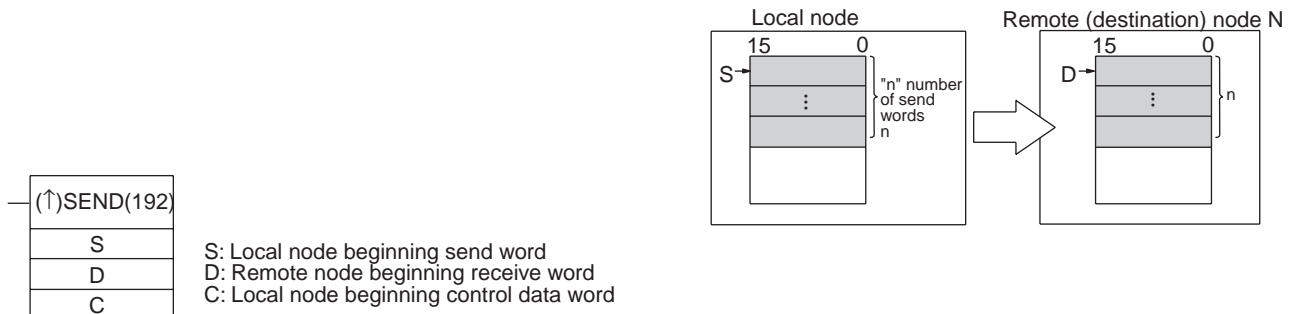 Local node
15 0
S
"n" number
of send
words
n
Remote (destination) node N
15 0
D
n
(↑)SEND(192)
S
D
C
S: Local node beginning send word
D: Remote node beginning receive word
C: Local node beginning control data word